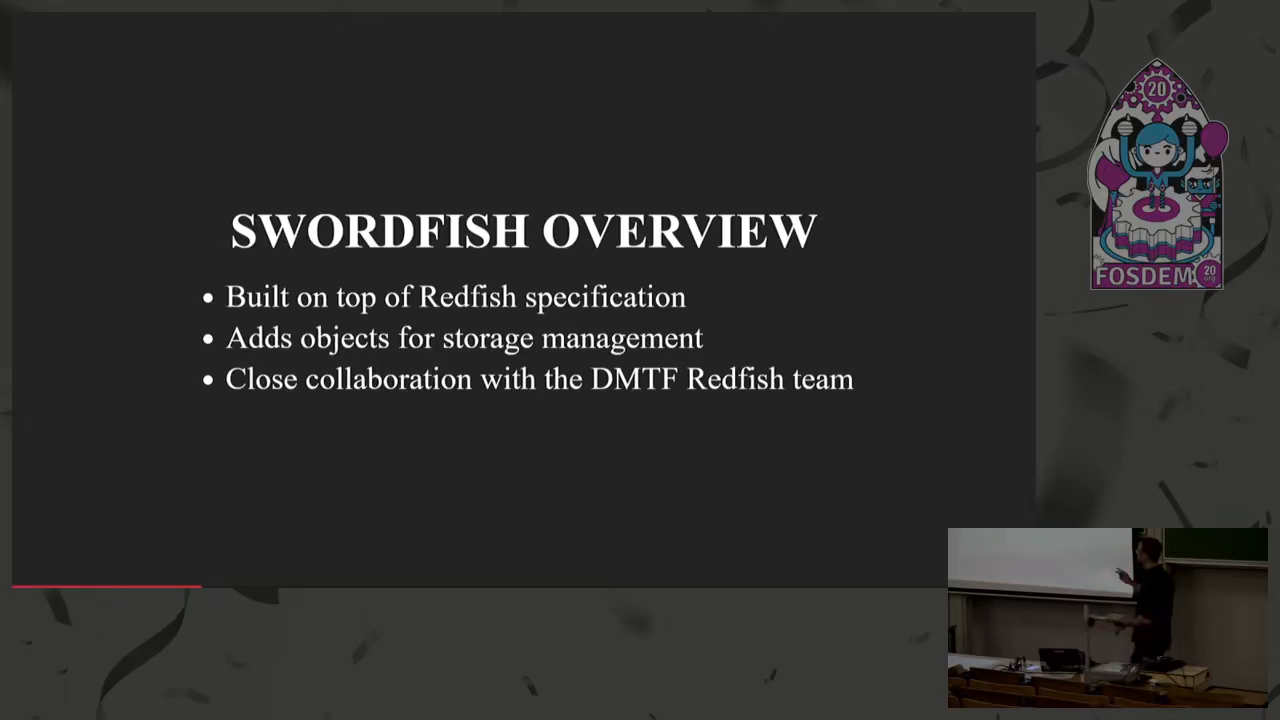 SWORDFISH OVERVIEW
Built on top of Redfish specification
Adds objects for storage management
Close collaboration with the DMTF Redfish team
20
FOSDEM
20
org